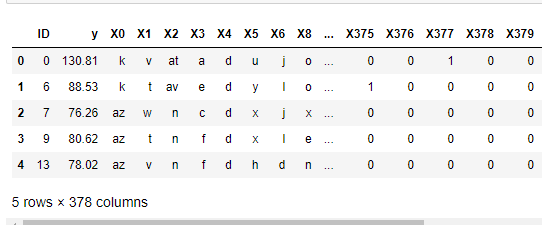 ID y X0 X1 X2 X3 X4 X5 X6 X8 ... X375 X376 X377 X378 X379
0 0 130.81 k v at a d u j o ... 0 0 1 0 0
1 6 88.53 k t av e d y l o ... 1 0 0 0 0
2 7 76.26 az w n c d x j x ... 0 0 0 0 0
3 9 80.62 az t n f d x l e ... 0 0 0 0 0
4 13 78.02 az v n f d h d n ... 0 0 0 0 0
5 rows × 378 columns